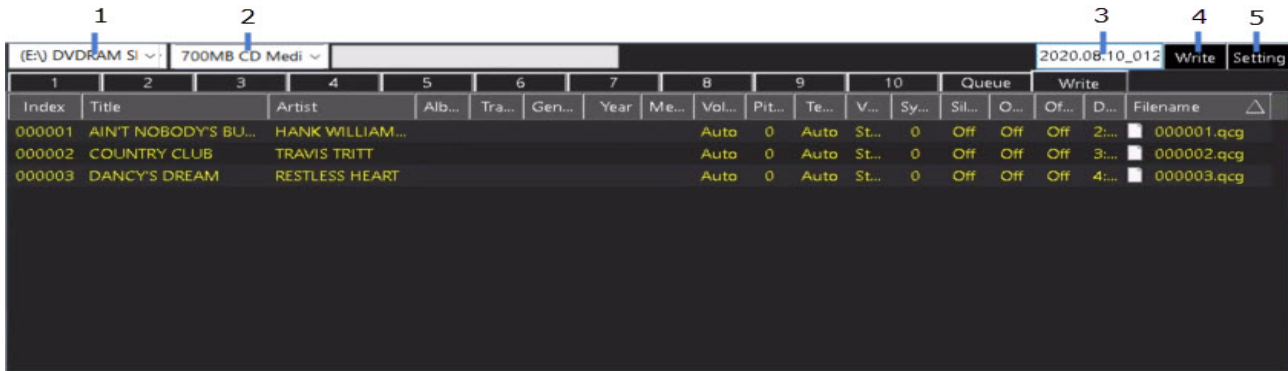 1 2 3 4 5
(E:\) DVDRAM SI 700MB CD Medi 2020.08.10_012 Write Setting
1 2 3 4 5 6 7 8 9 10 Queue Write
Index Title Artist Alb... Tra... Gen... Year Me... Vol... Pit... Te... V... Sy... Sil... O... Of... D... Filename
000001 AIN'T NOBODY'S BU... HANK WILLIAM... Auto 0 Auto St... 0 Off Off Off 2:... 000001.qcg
000002 COUNTRY CLUB TRAVIS TRITT Auto 0 Auto St... 0 Off Off Off 3:... 000002.qcg
000003 DANCY'S DREAM RESTLESS HEART Auto 0 Auto St... 0 Off Off Off 4:... 000003.qcg